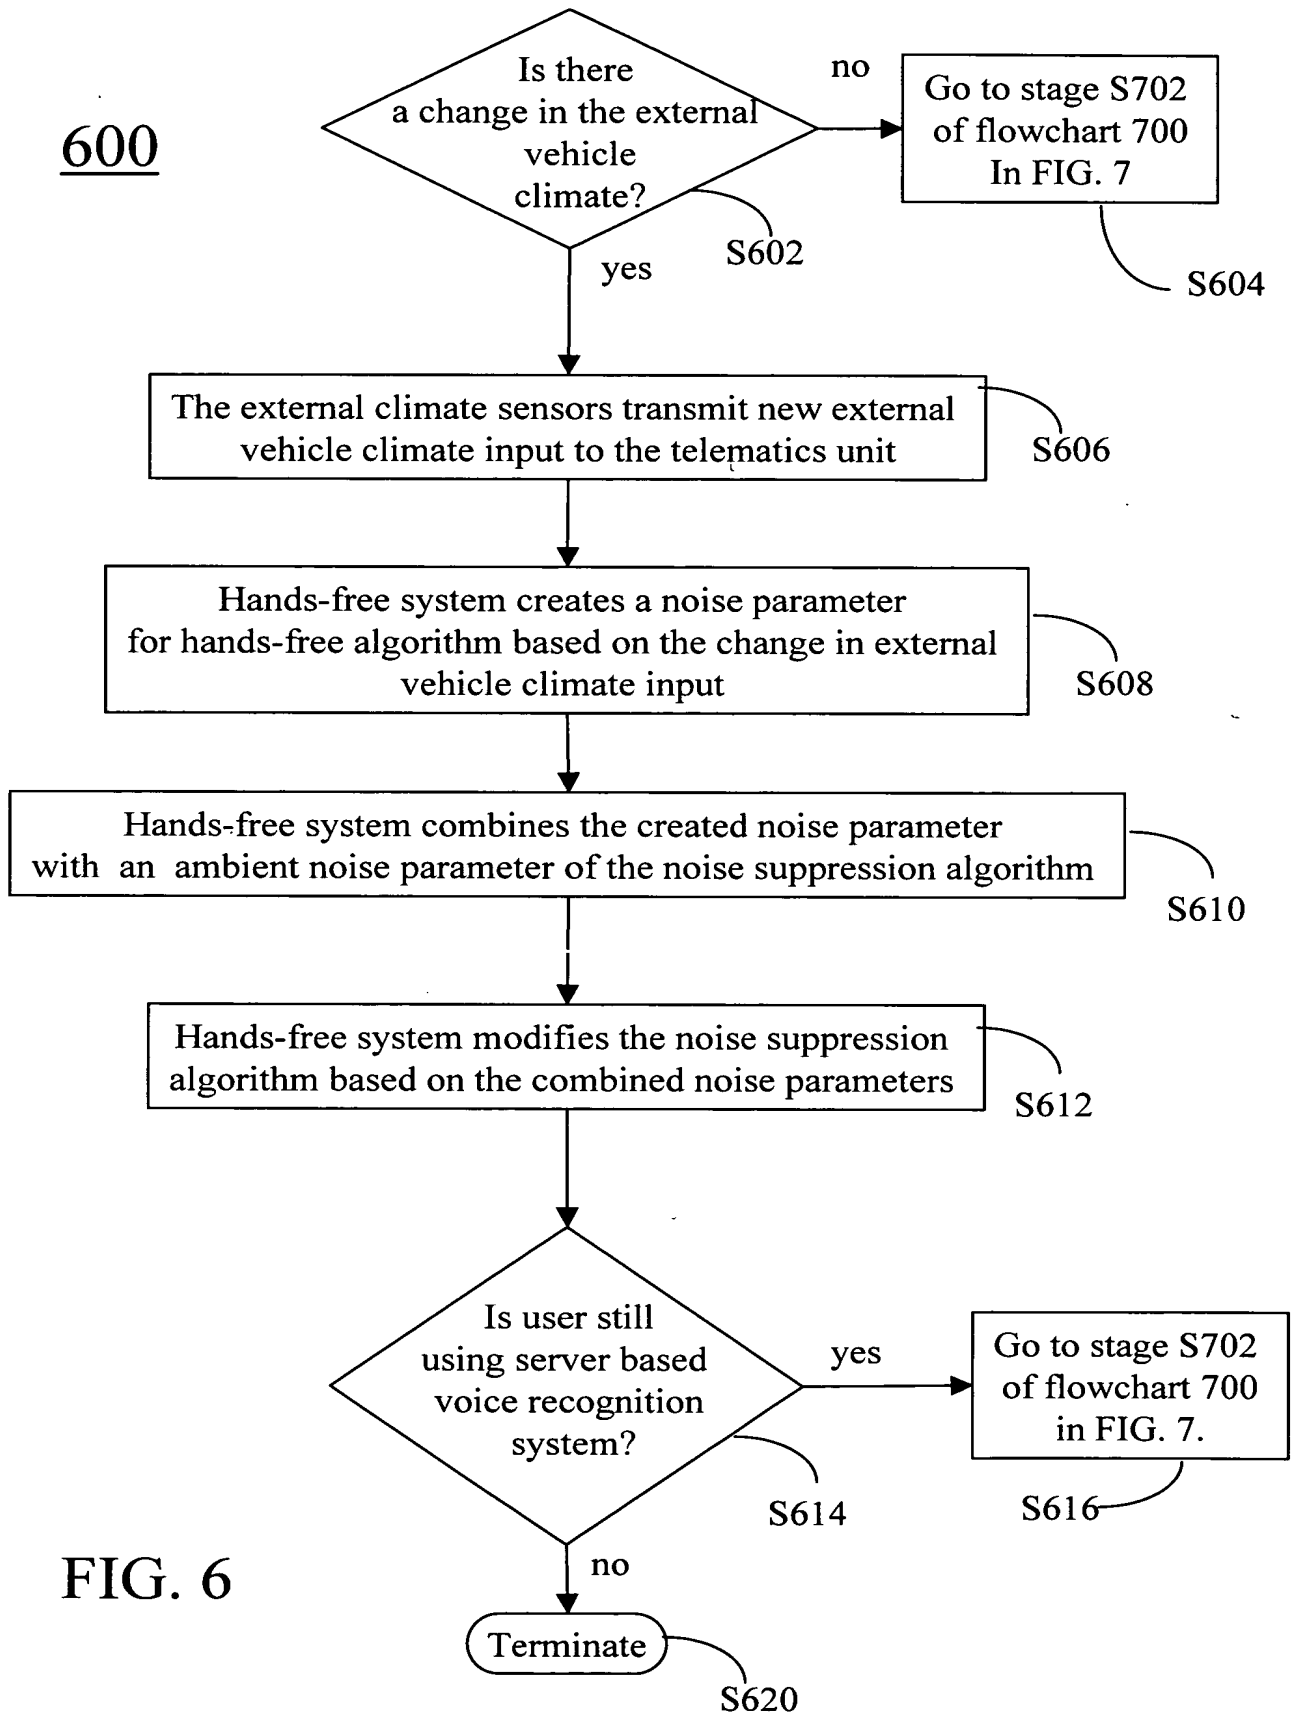 600
Is there
a change in the external
vehicle
climate?
no
Go to stage S702
of flowchart 700
In FIG. 7
S602
S604
yes
The external climate sensors transmit new external
vehicle climate input to the telematics unit
S606
Hands-free system creates a noise parameter
for hands-free algorithm based on the change in external
vehicle climate input
S608
Hands-free system combines the created noise parameter
with an ambient noise parameter of the noise suppression algorithm
S610
Hands-free system modifies the noise suppression
algorithm based on the combined noise parameters
S612
Is user still
using server based
voice recognition
system?
yes
Go to stage S702
of flowchart 700
in FIG. 7.
S614
S616
no
FIG. 6
Terminate
S620